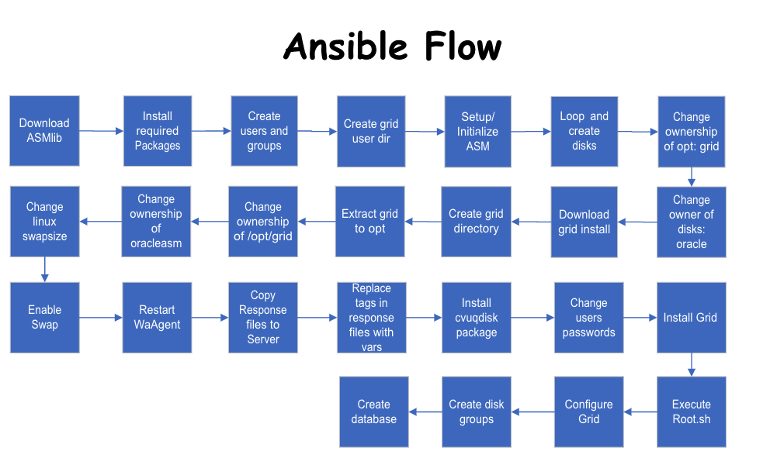 Ansible Flow
Download
ASMlib
Install
required
Packages
Create
users and
groups
Create grid
user dir
Setup/
Initialize
ASM
Loop and
create
disks
Change
ownership
of opt: grid
Change
owner of
disks:
oracle
Download
grid install
Create grid
directory
Extract grid
to opt
Change
ownership
of /opt/grid
Change
ownership
of
oracleasm
Change
linux
swapsize
Enable
Swap
Restart
WaAgent
Copy
Response
files to
Server
Replace
tags in
response
files with
vars
Install
cvuqdisk
package
Change
users
passwords
Install Grid
Execute
Root.sh
Configure
Grid
Create disk
groups
Create
database